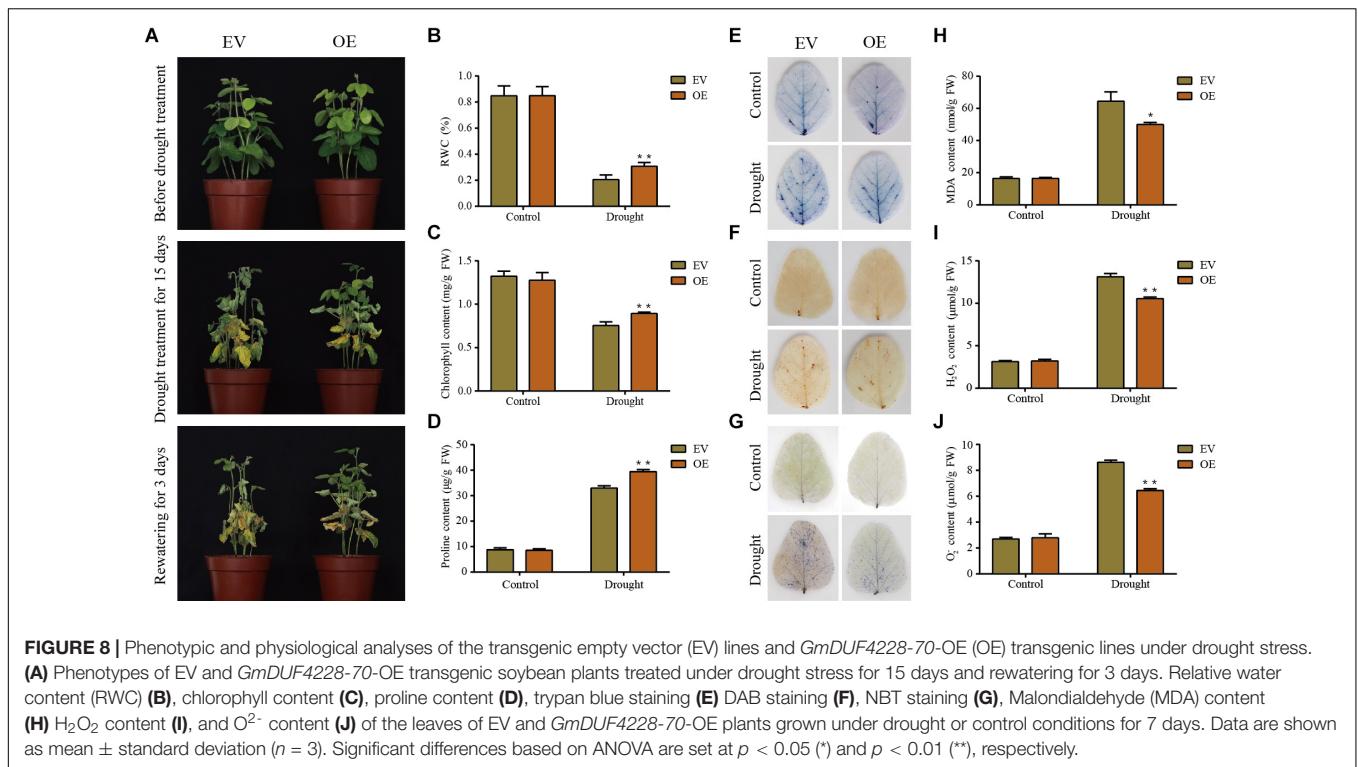 A
EV OE
Before drought treatment
Drought treatment for 15 days
Rewatering for 3 days
B
RWC (%)
1.0
0.8
0.6
0.4
0.2
0.0
Control Drought
EV
OE
* *
C
Chlorophyll content (mg/g FW)
1.5
1.0
0.5
0.0
Control Drought
EV
OE
* *
D
Proline content (μg/g FW)
50
40
30
20
10
0
Control Drought
EV
OE
* *
E
EV OE
Control
Drought
F
Control
Drought
G
Control
Drought
H
MDA content (nmol/g FW)
80
60
40
20
0
Control Drought
EV
OE
*
I
H₂O₂ content (μmol/g FW)
15
10
5
0
Control Drought
EV
OE
* *
J
O₂⁻ content (μmol/g FW)
10
8
6
4
2
0
Control Drought
EV
OE
* *
FIGURE 8 | Phenotypic and physiological analyses of the transgenic empty vector (EV) lines and GmDUF4228-70-OE (OE) transgenic lines under drought stress.
(A) Phenotypes of EV and GmDUF4228-70-OE transgenic soybean plants treated under drought stress for 15 days and rewatering for 3 days. Relative water
content (RWC) (B), chlorophyll content (C), proline content (D), trypan blue staining (E) DAB staining (F), NBT staining (G), Malondialdehyde (MDA) content
(H) H₂O₂ content (I), and O²⁻ content (J) of the leaves of EV and GmDUF4228-70-OE plants grown under drought or control conditions for 7 days. Data are shown
as mean ± standard deviation (n = 3). Significant differences based on ANOVA are set at p < 0.05 (*) and p < 0.01 (**), respectively.